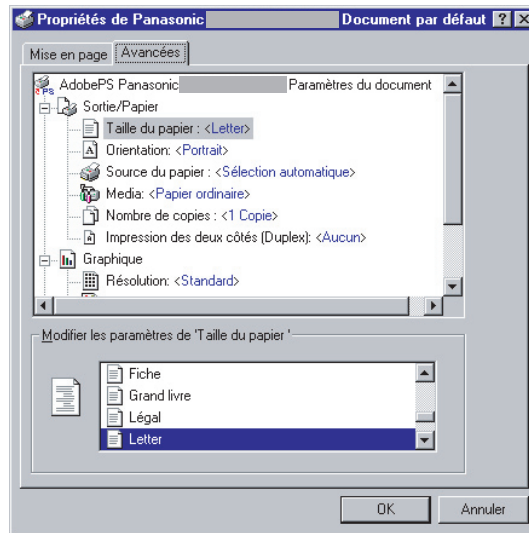 Propriétés de Panasonic Document par défaut
Mise en page Avancées
AdobePS Panasonic Paramètres du document
Sortie/Papier
Taille du papier : <Letter>
Orientation: <Portrait>
Source du papier : <Sélection automatique>
Media: <Papier ordinaire>
Nombre de copies : <1 Copie>
Impression des deux côtés (Duplex): <Aucun>
Graphique
Résolution: <Standard>
Modifier les paramètres de 'Taille du papier '
Fiche
Grand livre
Légal
Letter
OK Annuler